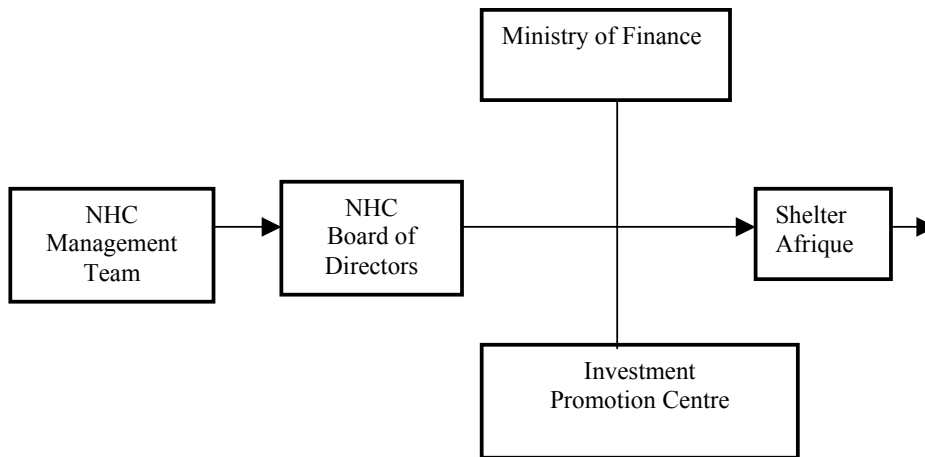 Ministry of Finance
NHC
Management
Team
NHC
Board of
Directors
Shelter
Afrique
Investment
Promotion Centre